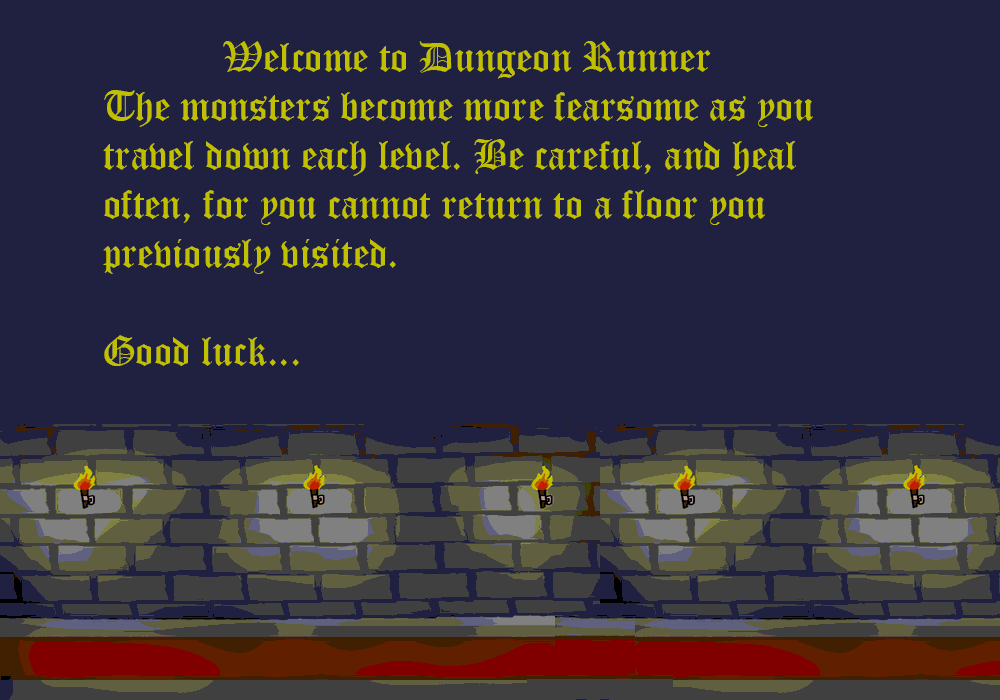 Welcome to Dungeon Runner
The monsters become more fearsome as you
travel down each level. Be careful, and heal
often, for you cannot return to a floor you
previously visited.
Good luck...